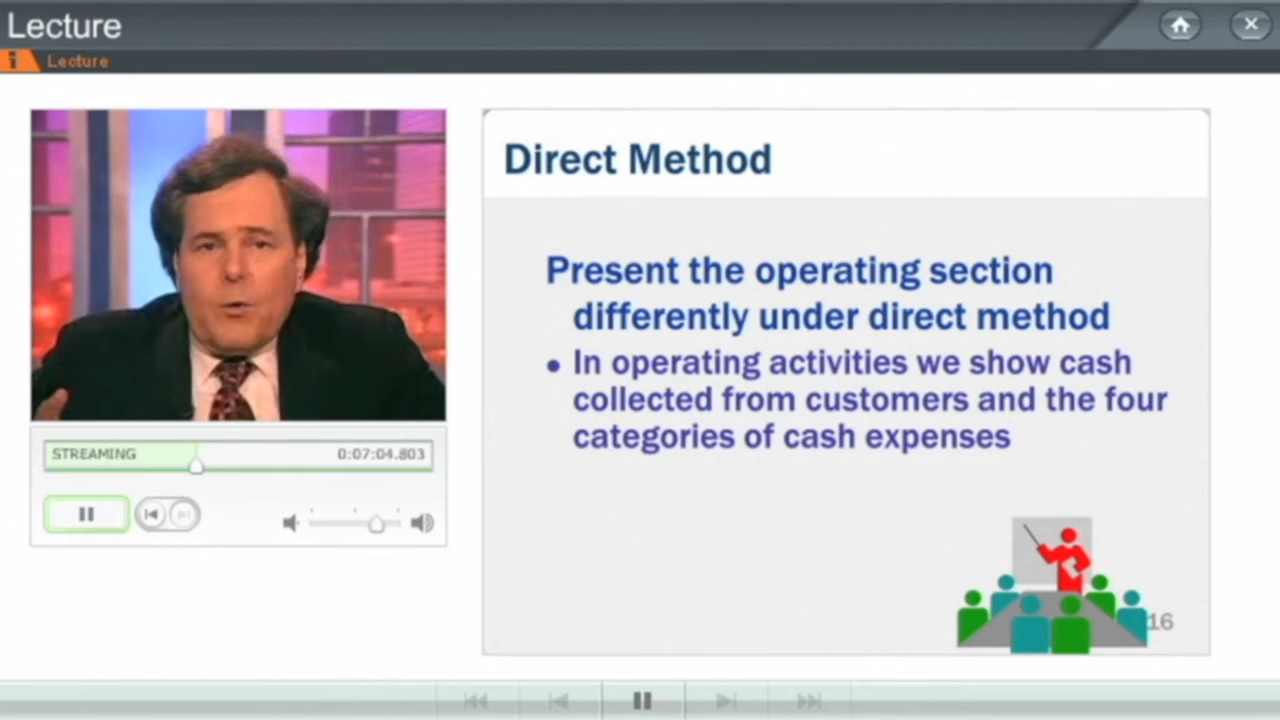 Lecture
i Lecture
STREAMING 0:07:04.803
Direct Method
Present the operating section
differently under direct method
• In operating activities we show cash
collected from customers and the four
categories of cash expenses
16